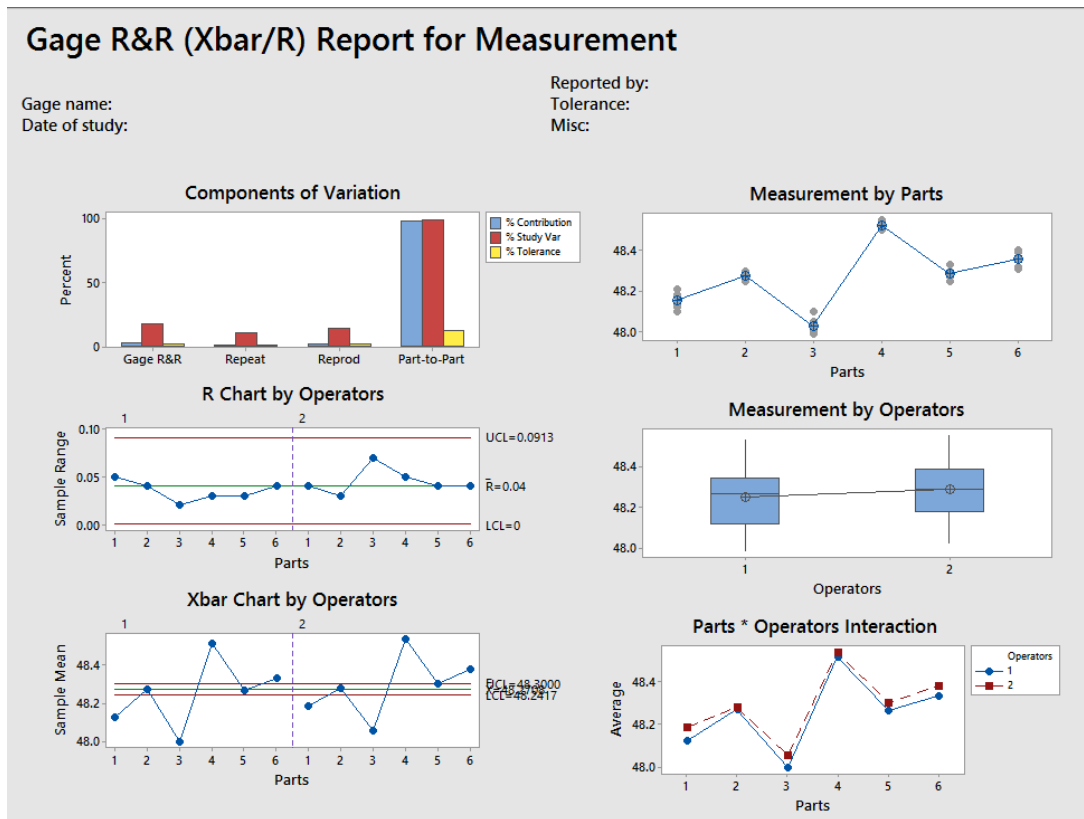 Gage R&R (Xbar/R) Report for Measurement
Reported by:
Gage name:
Tolerance:
Date of study:
Misc:
Components of Variation
Percent
100
50
0
Gage R&R Repeat Reprod Part-to-Part
% Contribution
% Study Var
% Tolerance
R Chart by Operators
1 2
Sample Range
0.10
0.05
0.00
UCL=0.0913
R=0.04
LCL=0
1 2 3 4 5 6 1 2 3 4 5 6
Parts
Xbar Chart by Operators
1 2
Sample Mean
48.4
48.2
48.0
UCL=48.3000
LCL=48.2417
1 2 3 4 5 6 1 2 3 4 5 6
Parts
Measurement by Parts
48.4
48.2
48.0
1 2 3 4 5 6
Parts
Measurement by Operators
48.4
48.2
48.0
1 2
Operators
Parts * Operators Interaction
Average
48.4
48.2
48.0
1 2 3 4 5 6
Parts
Operators
1
2